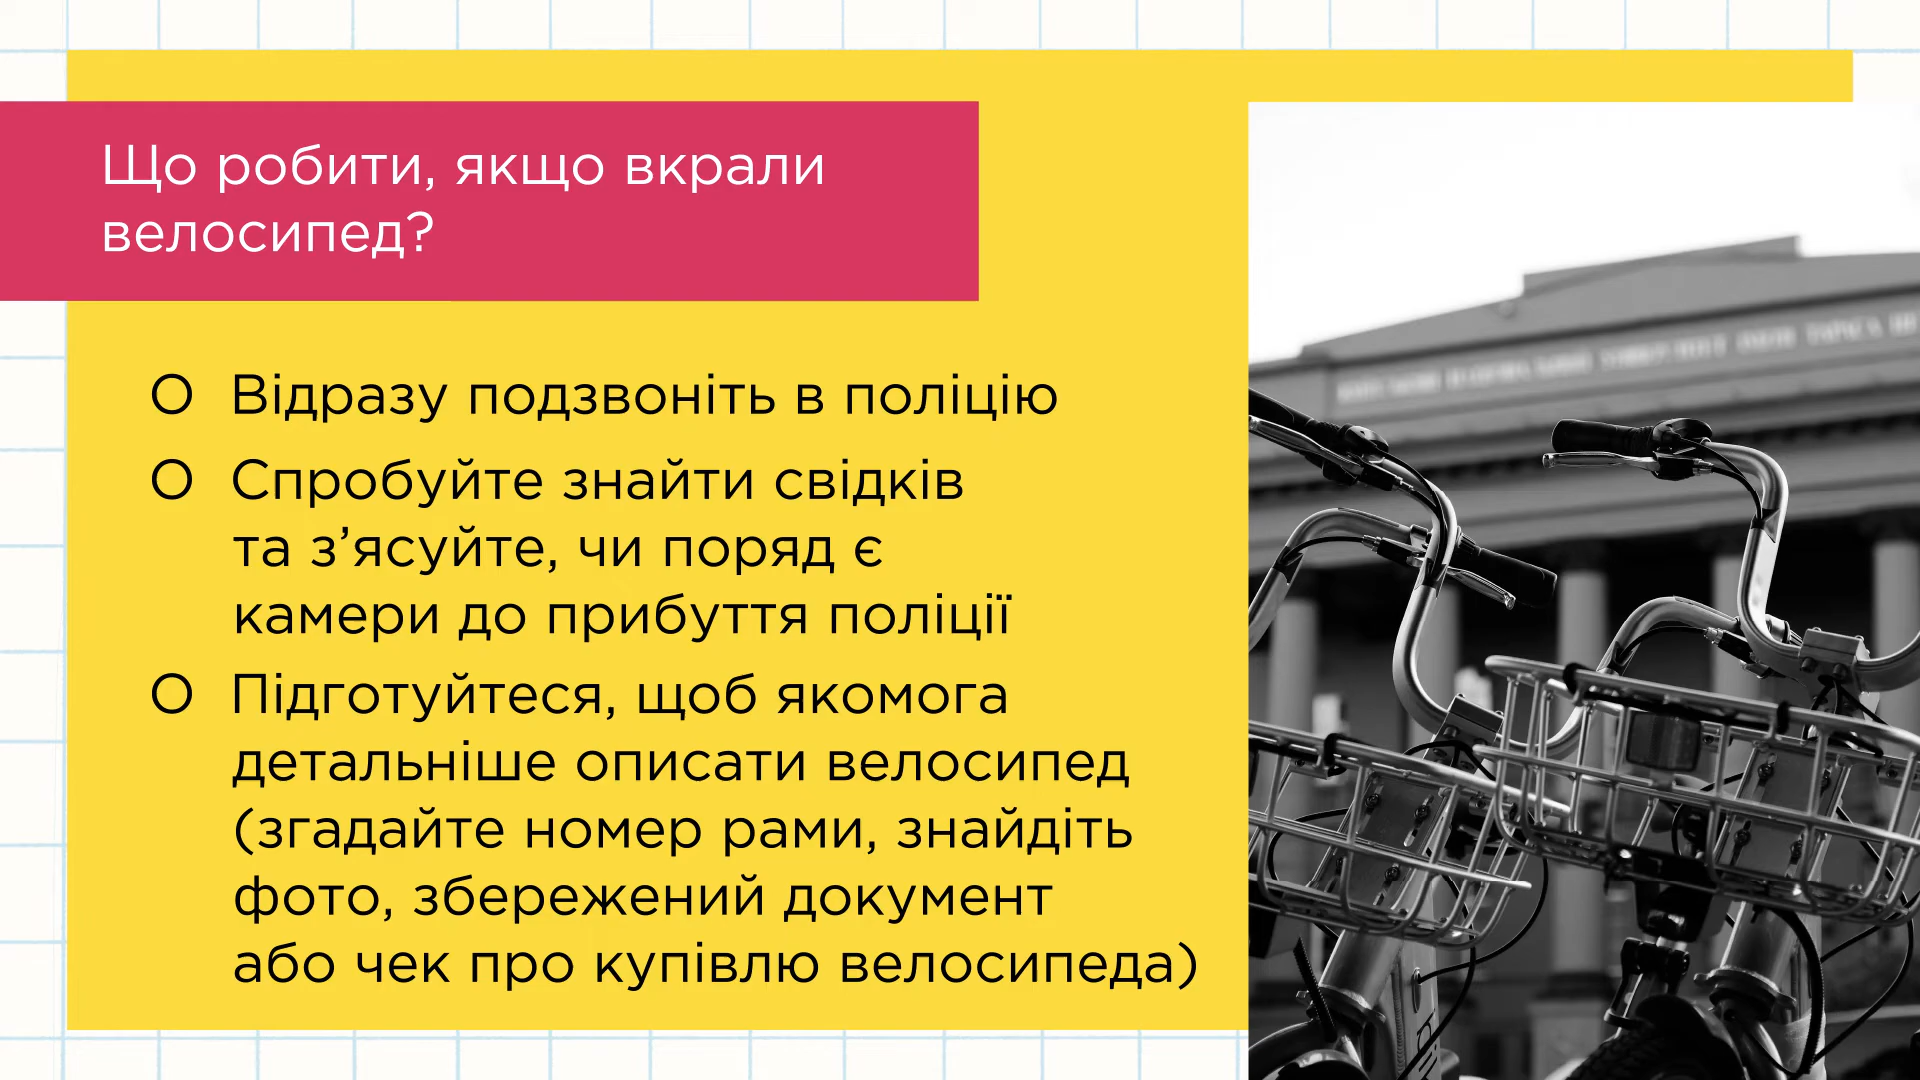 Що робити, якщо вкрали
велосипед?
О Відразу подзвоніть в поліцію
О Спробуйте знайти свідків
та з’ясуйте, чи поряд є
камери до прибуття поліції
О Підготуйтеся, щоб якомога
детальніше описати велосипед
(згадайте номер рами, знайдіть
фото, збережений документ
або чек про купівлю велосипеда)